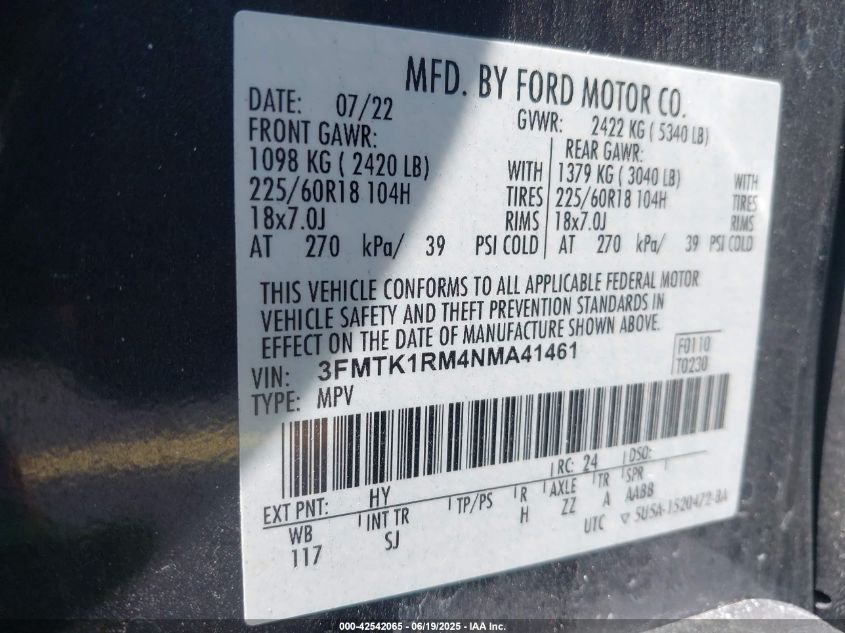 MFD. BY FORD MOTOR CO.
DATE: 07/22 GVWR: 2422 KG ( 5340 LB)
FRONT GAWR: REAR GAWR:
1098 KG ( 2420 LB) WITH 1379 KG ( 3040 LB) WITH
225/60R18 104H TIRES 225/60R18 104H TIRES
18x7.0J RIMS 18x7.0J RIMS
AT 270 kPa/ 39 PSI COLD AT 270 kPa/ 39 PSI COLD
THIS VEHICLE CONFORMS TO ALL APPLICABLE FEDERAL MOTOR
VEHICLE SAFETY AND THEFT PREVENTION STANDARDS IN
EFFECT ON THE DATE OF MANUFACTURE SHOWN ABOVE.
VIN: 3FMTK1RM4NMA41461 F0110
TYPE: MPV T0230
RC: 24 DSO:
EXT PNT: HY
WB INT TR TP/PS R AXLE TR SPR
117 SJ H ZZ A AABB
UTC ▽ 5U5A-1520472-BA
000-42542065 - 06/19/2025 - IAA Inc.